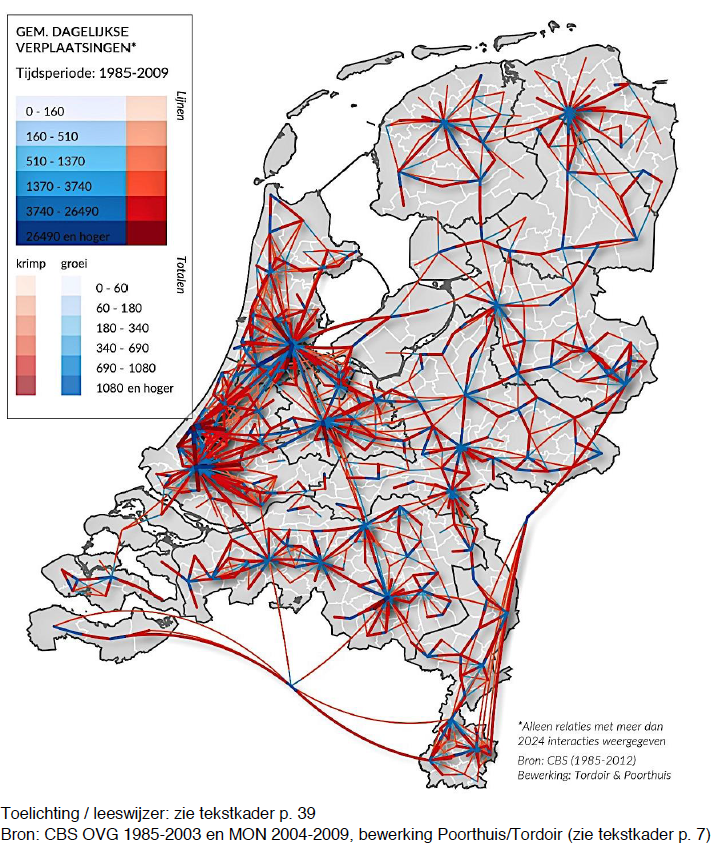 GEM. DAGELIJKSE
VERPLAATSINGEN*
Tijdsperiode: 1985-2009
Lijnen
0 - 160
160 - 510
510 - 1370
1370 - 3740
3740 - 26490
26490 en hoger
Totalen
krimp groei
0 - 60
60 - 180
180 - 340
340 - 690
690 - 1080
1080 en hoger
*Alleen relaties met meer dan
2024 interacties weergegeven
Bron: CBS (1985-2012)
Bewerking: Tordoir & Poorthuis
Toelichting / leeswijzer: zie tekstkader p. 39
Bron: CBS OVG 1985-2003 en MON 2004-2009, bewerking Poorthuis/Tordoir (zie tekstkader p. 7)